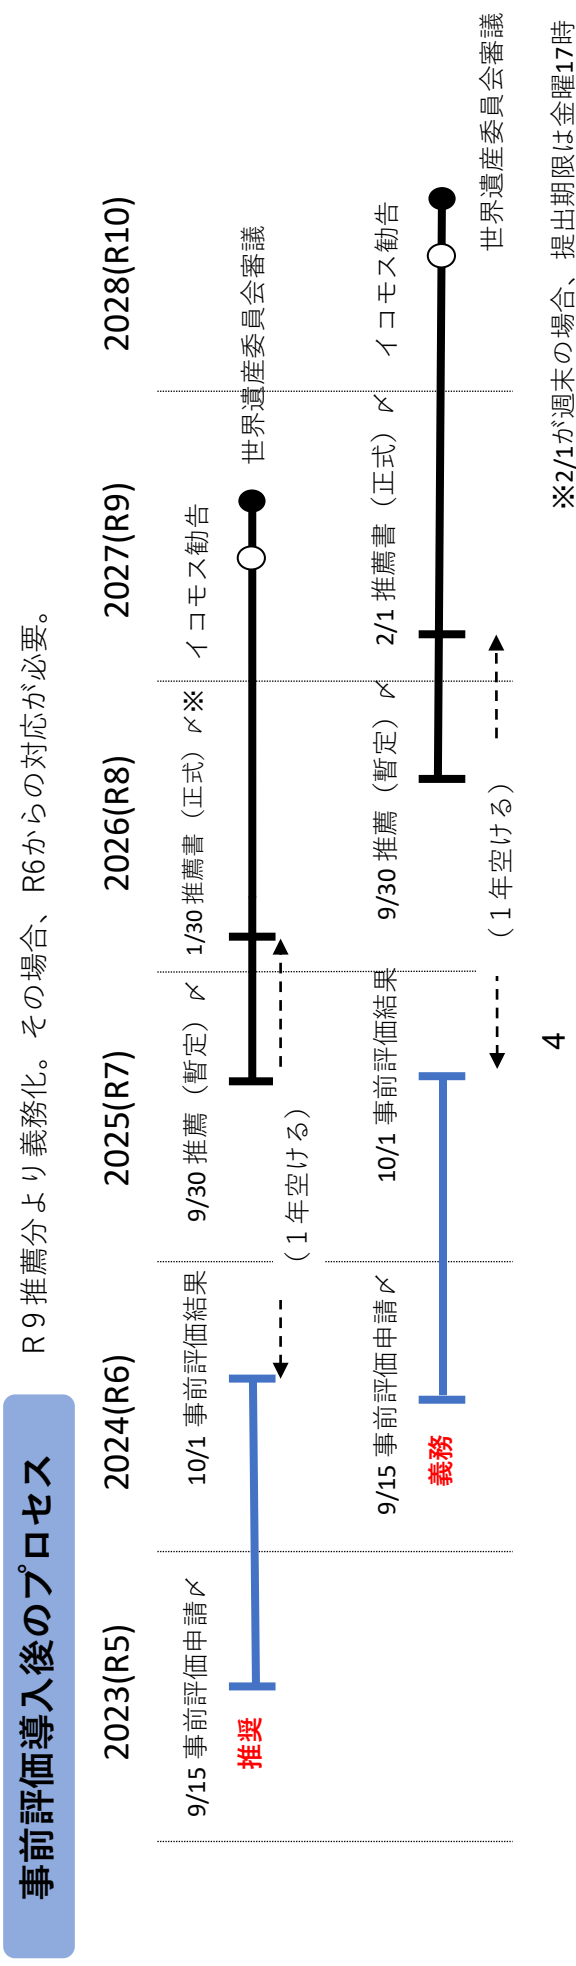 事前評価導入後のプロセス
R9推薦分より義務化。その場合、R6からの対応が必要。
2023(R5)
2024(R6)
2025(R7)
2026(R8)
2027(R9)
2028(R10)
9/15 事前評価申請〆
10/1 事前評価結果
9/30 推薦（暫定）〆
1/30 推薦書（正式）〆※
イコモス勧告
世界遺産委員会審議
推奨
（１年空ける）
9/15 事前評価申請〆
10/1 事前評価結果
9/30 推薦（暫定）〆
2/1 推薦書（正式）〆
イコモス勧告
世界遺産委員会審議
義務
（１年空ける）
※2/1が週末の場合、提出期限は金曜17時
4